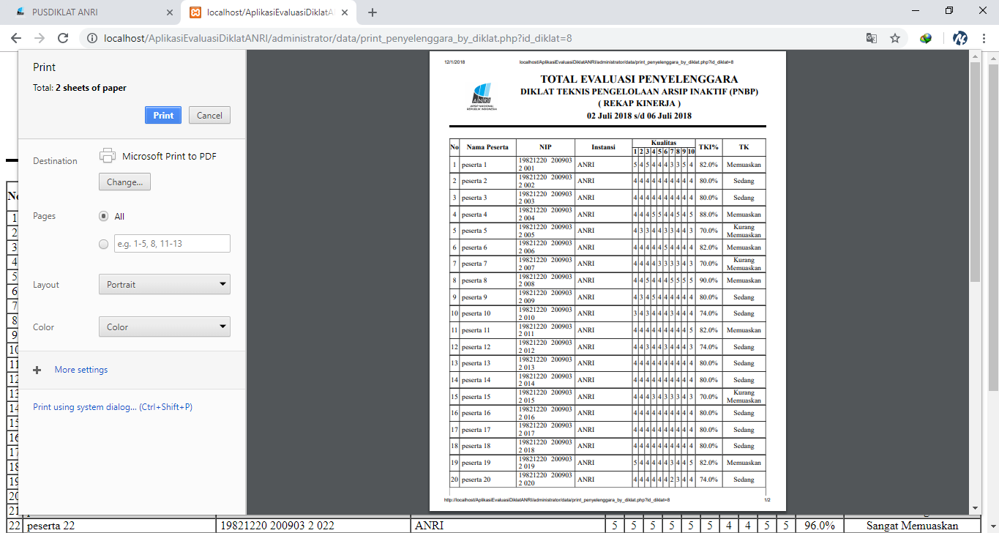 PUSDIKLAT ANRI
localhost/AplikasiEvaluasiDiklatA
localhost/AplikasiEvaluasiDiklatANRI/administrator/data/print_penyelenggara_by_diklat.php?id_diklat=8
Print
Total: 2 sheets of paper
Print Cancel
Destination Microsoft Print to PDF
Change...
Pages All
e.g. 1-5, 8, 11-13
Layout Portrait
Color Color
More settings
Print using system dialog... (Ctrl+Shift+P)
12/1/2018 localhost/AplikasiEvaluasiDiklatANRI/administrator/data/print_penyelenggara_by_diklat.php?id_diklat=8
ANRI
ARSIP NASIONAL
REPUBLIK INDONESIA
TOTAL EVALUASI PENYELENGGARA
DIKLAT TEKNIS PENGELOLAAN ARSIP INAKTIF (PNBP)
( REKAP KINERJA )
02 Juli 2018 s/d 06 Juli 2018
No Nama Peserta NIP Instansi Kualitas TKI% TK
1 2 3 4 5 6 7 8 9 10
1 peserta 1 19821220 200903 2 001 ANRI 5 4 5 4 4 4 3 3 5 4 82.0% Memuaskan
2 peserta 2 19821220 200903 2 002 ANRI 4 4 4 4 4 4 4 4 4 4 80.0% Sedang
3 peserta 3 19821220 200903 2 003 ANRI 4 4 4 4 4 4 4 4 4 4 80.0% Sedang
4 peserta 4 19821220 200903 2 004 ANRI 4 4 4 5 5 4 4 5 4 5 88.0% Memuaskan
5 peserta 5 19821220 200903 2 005 ANRI 4 3 3 4 4 3 3 4 4 3 70.0% Kurang Memuaskan
6 peserta 6 19821220 200903 2 006 ANRI 4 4 4 4 4 5 4 4 4 4 82.0% Memuaskan
7 peserta 7 19821220 200903 2 007 ANRI 4 4 4 4 3 3 3 3 4 3 70.0% Kurang Memuaskan
8 peserta 8 19821220 200903 2 008 ANRI 4 4 5 4 4 4 5 5 5 5 90.0% Memuaskan
9 peserta 9 19821220 200903 2 009 ANRI 4 3 4 5 4 4 4 4 4 4 80.0% Sedang
10 peserta 10 19821220 200903 2 010 ANRI 3 4 3 4 4 4 3 4 4 4 74.0% Sedang
11 peserta 11 19821220 200903 2 011 ANRI 4 4 4 4 4 4 4 4 4 5 82.0% Memuaskan
12 peserta 12 19821220 200903 2 012 ANRI 4 4 3 4 4 3 4 4 4 3 74.0% Sedang
13 peserta 13 19821220 200903 2 013 ANRI 4 4 4 4 4 4 4 4 4 4 80.0% Sedang
14 peserta 14 19821220 200903 2 014 ANRI 4 4 4 4 4 4 4 4 4 4 80.0% Sedang
15 peserta 15 19821220 200903 2 015 ANRI 4 4 4 3 4 3 3 3 4 3 70.0% Kurang Memuaskan
16 peserta 16 19821220 200903 2 016 ANRI 4 4 4 4 4 4 4 4 4 4 80.0% Sedang
17 peserta 17 19821220 200903 2 017 ANRI 4 4 4 4 4 4 4 4 4 4 80.0% Sedang
18 peserta 18 19821220 200903 2 018 ANRI 4 4 4 4 4 4 4 4 4 4 80.0% Sedang
19 peserta 19 19821220 200903 2 019 ANRI 5 4 4 4 4 4 3 4 4 5 82.0% Memuaskan
20 peserta 20 19821220 200903 2 020 ANRI 4 4 4 4 4 4 2 3 4 4 74.0% Sedang
http://localhost/AplikasiEvaluasiDiklatANRI/administrator/data/print_penyelenggara_by_diklat.php?id_diklat=8 1/2
1
2
3
4
5
6
7
8
9
10
11
12
13
14
15
16
17
18
19
20
21
22 peserta 22 19821220 200903 2 022 ANRI 5 5 5 5 5 5 4 4 5 5 96.0% Sangat Memuaskan